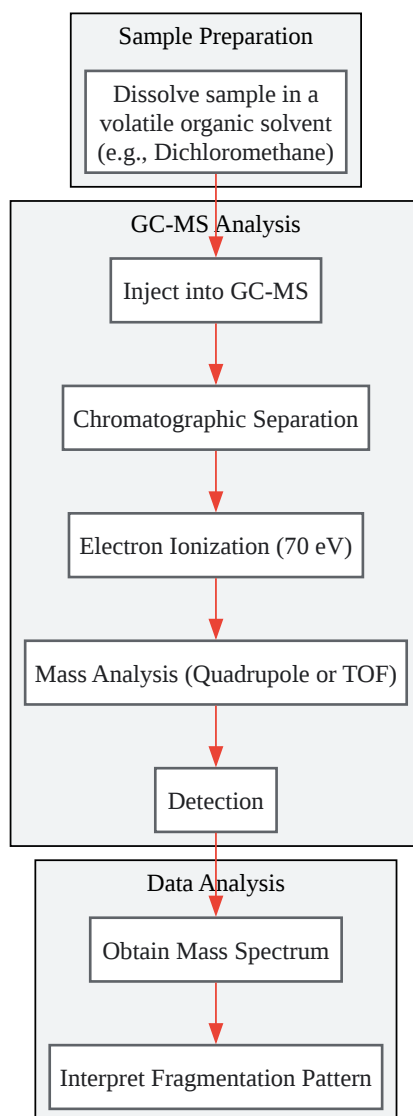 Sample Preparation
Dissolve sample in a
volatile organic solvent
(e.g., Dichloromethane)
GC-MS Analysis
Inject into GC-MS
Chromatographic Separation
Electron Ionization (70 eV)
Mass Analysis (Quadrupole or TOF)
Detection
Data Analysis
Obtain Mass Spectrum
Interpret Fragmentation Pattern